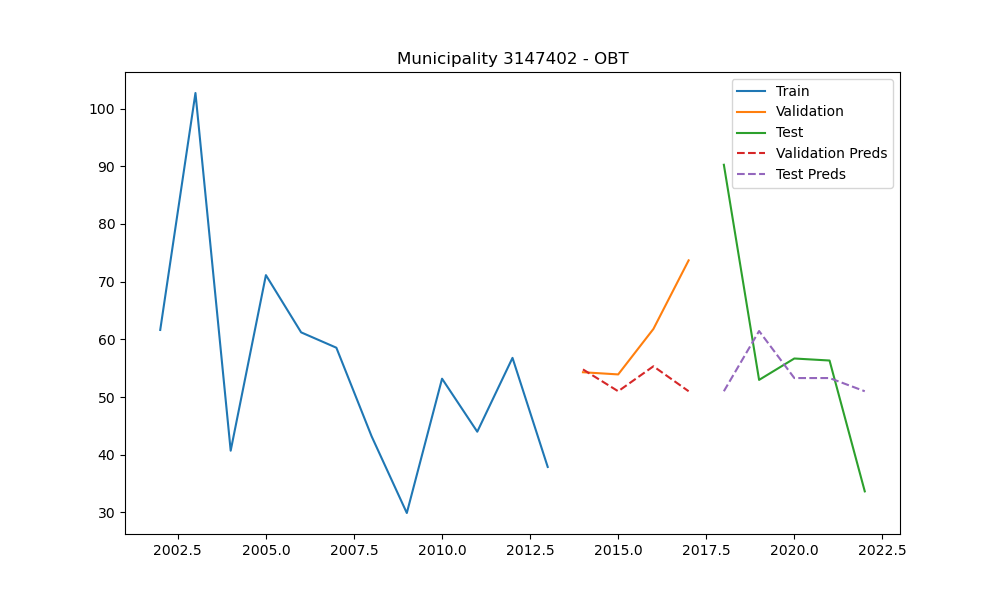 Municipality 3147402 - OBT
Train
Validation
Test
Validation Preds
Test Preds
100
90
80
70
60
50
40
30
2002.5 2005.0 2007.5 2010.0 2012.5 2015.0 2017.5 2020.0 2022.5